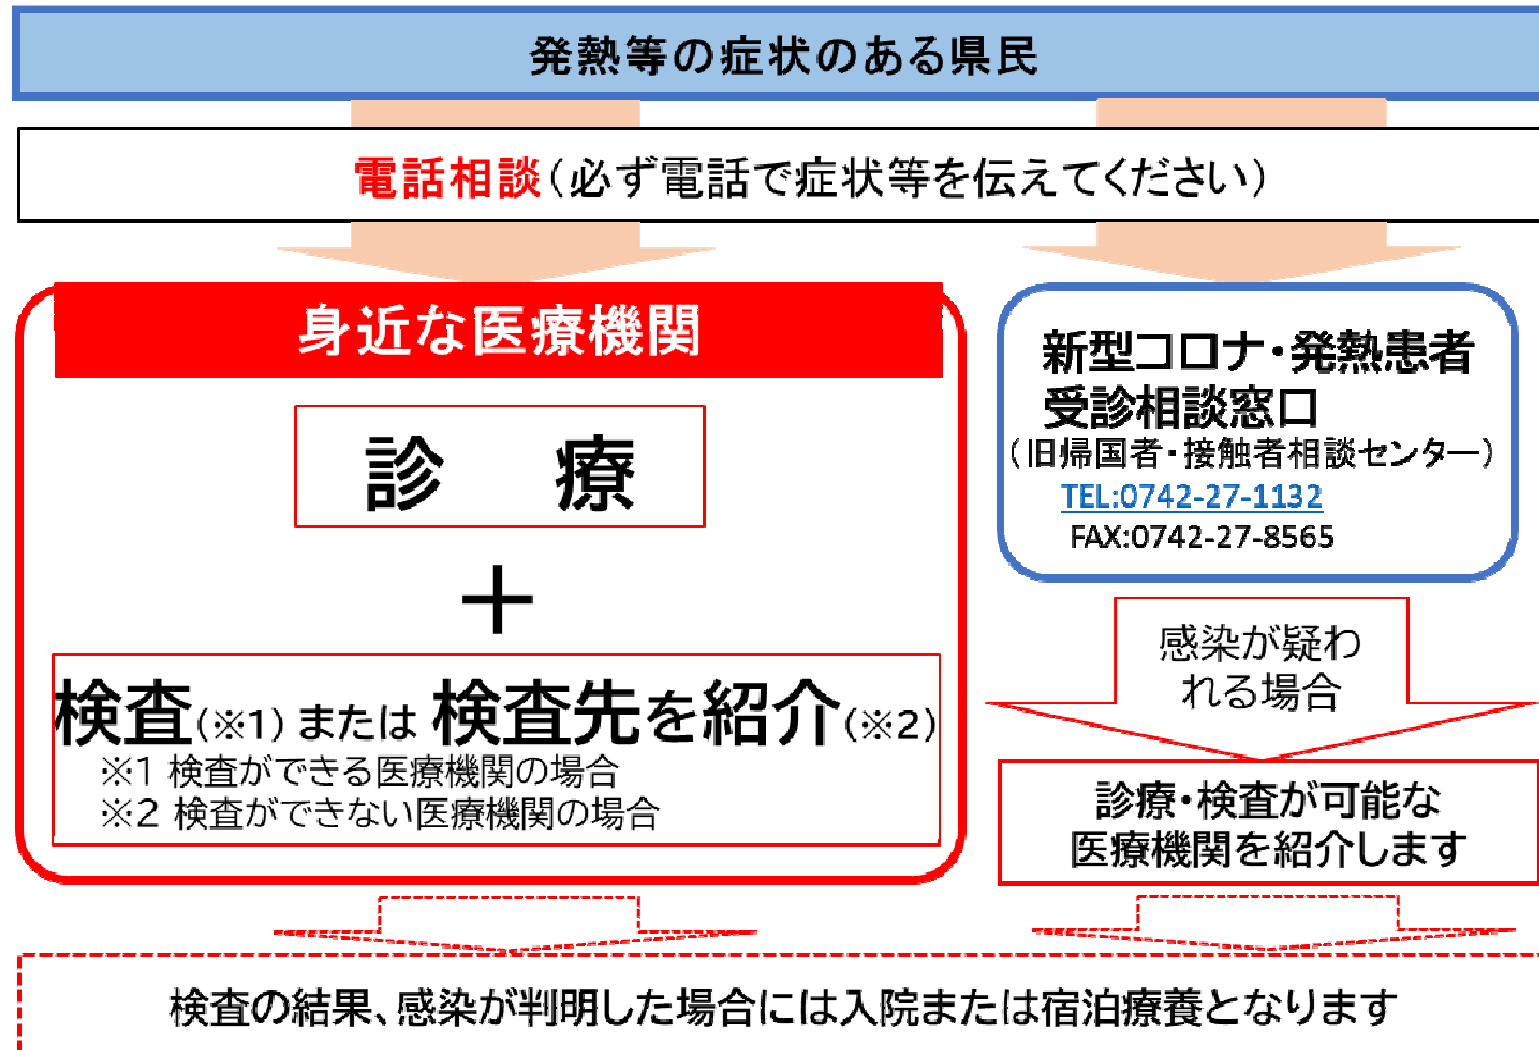 発熱等の症状のある県民
電話相談(必ず電話で症状等を伝えてください)
身近な医療機関
診 療
＋
検査(※1)または検査先を紹介(※2)
※1 検査ができる医療機関の場合
※2 検査ができない医療機関の場合
新型コロナ・発熱患者
受診相談窓口
(旧帰国者・接触者相談センター)
TEL:0742-27-1132
FAX:0742-27-8565
感染が疑わ
れる場合
診療・検査が可能な
医療機関を紹介します
検査の結果、感染が判明した場合には入院または宿泊療養となります